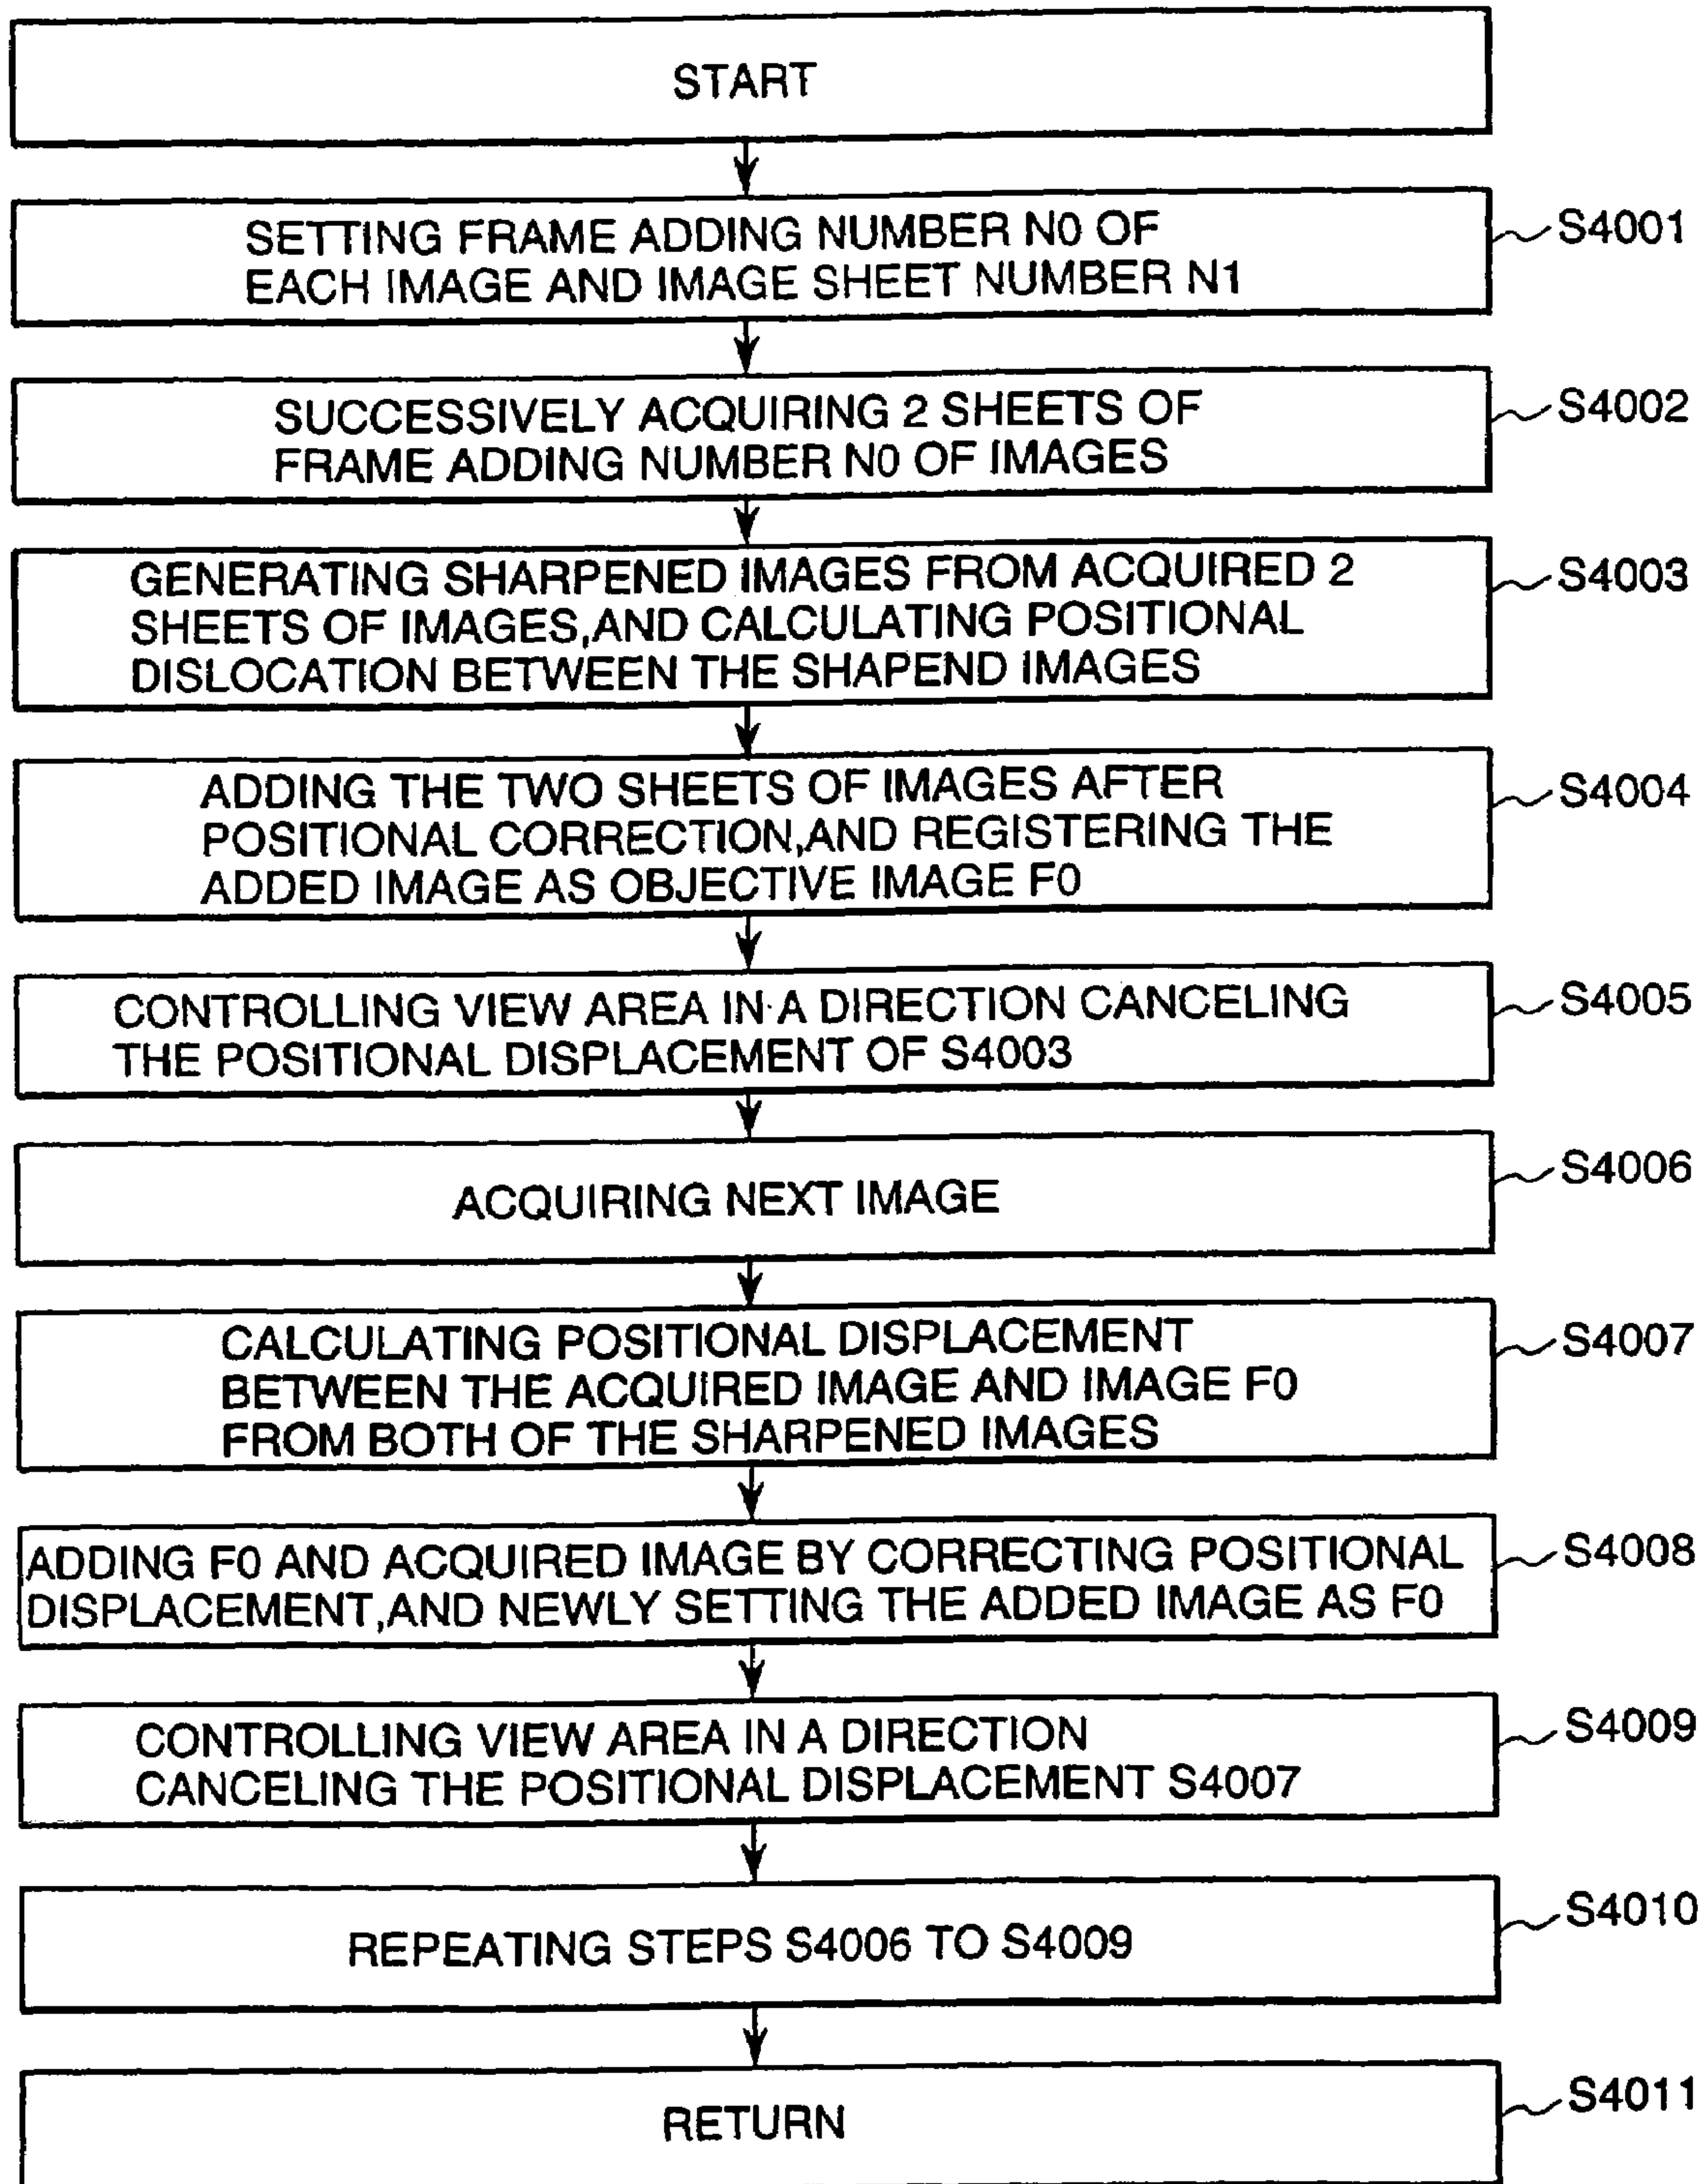 START
SETTING FRAME ADDING NUMBER N0 OF
EACH IMAGE AND IMAGE SHEET NUMBER N1
S4001
SUCCESSIVELY ACQUIRING 2 SHEETS OF
FRAME ADDING NUMBER N0 OF IMAGES
S4002
GENERATING SHARPENED IMAGES FROM ACQUIRED 2
SHEETS OF IMAGES,AND CALCULATING POSITIONAL
DISLOCATION BETWEEN THE SHAPEND IMAGES
S4003
ADDING THE TWO SHEETS OF IMAGES AFTER
POSITIONAL CORRECTION,AND REGISTERING THE
ADDED IMAGE AS OBJECTIVE IMAGE F0
S4004
CONTROLLING VIEW AREA IN A DIRECTION CANCELING
THE POSITIONAL DISPLACEMENT OF S4003
S4005
ACQUIRING NEXT IMAGE
S4006
CALCULATING POSITIONAL DISPLACEMENT
BETWEEN THE ACQUIRED IMAGE AND IMAGE F0
FROM BOTH OF THE SHARPENED IMAGES
S4007
ADDING F0 AND ACQUIRED IMAGE BY CORRECTING POSITIONAL
DISPLACEMENT,AND NEWLY SETTING THE ADDED IMAGE AS F0
S4008
CONTROLLING VIEW AREA IN A DIRECTION
CANCELING THE POSITIONAL DISPLACEMENT S4007
S4009
REPEATING STEPS S4006 TO S4009
S4010
RETURN
S4011